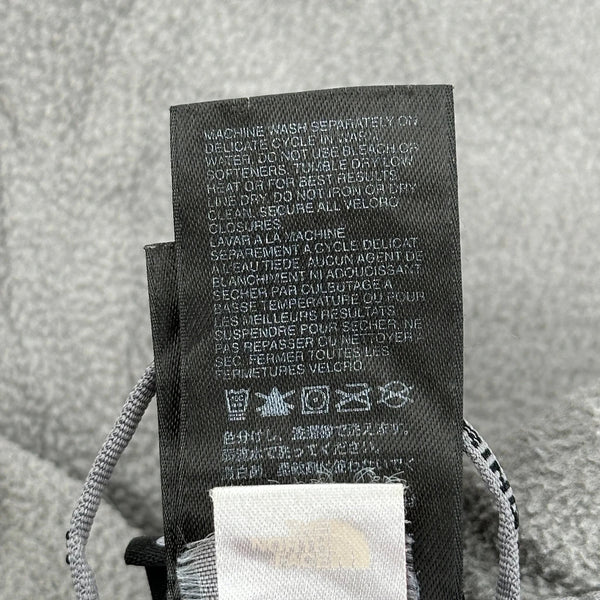 MACHINE WASH SEPARATELY ON
DELICATE CYCLE IN WARM
WATER. DO NOT USE BLEACH OR
SOFTENERS. TUMBLE DRY LOW
HEAT OR FOR BEST RESULTS
LINE DRY. DO NOT IRON OR DRY
CLEAN. SECURE ALL VELCRO
CLOSURES.
LAVAR A LA MACHINE
SEPAREMENT A CYCLE DELICAT.
AT LEAU TIEDE. AUCUN AGENT DE
BLANCHIMENT NI ADOUCISSANT
SECHER PAR CULBUTAGE A
BASSE TEMPERATURE OU POUR
LES MEILLEURS RESULTATS
SUSPENDRE POUR SECHER. NE
PAS REPASSER OU NETTOYER
SEC. FERMER TOUTES LES
FERMETURES VELCRO